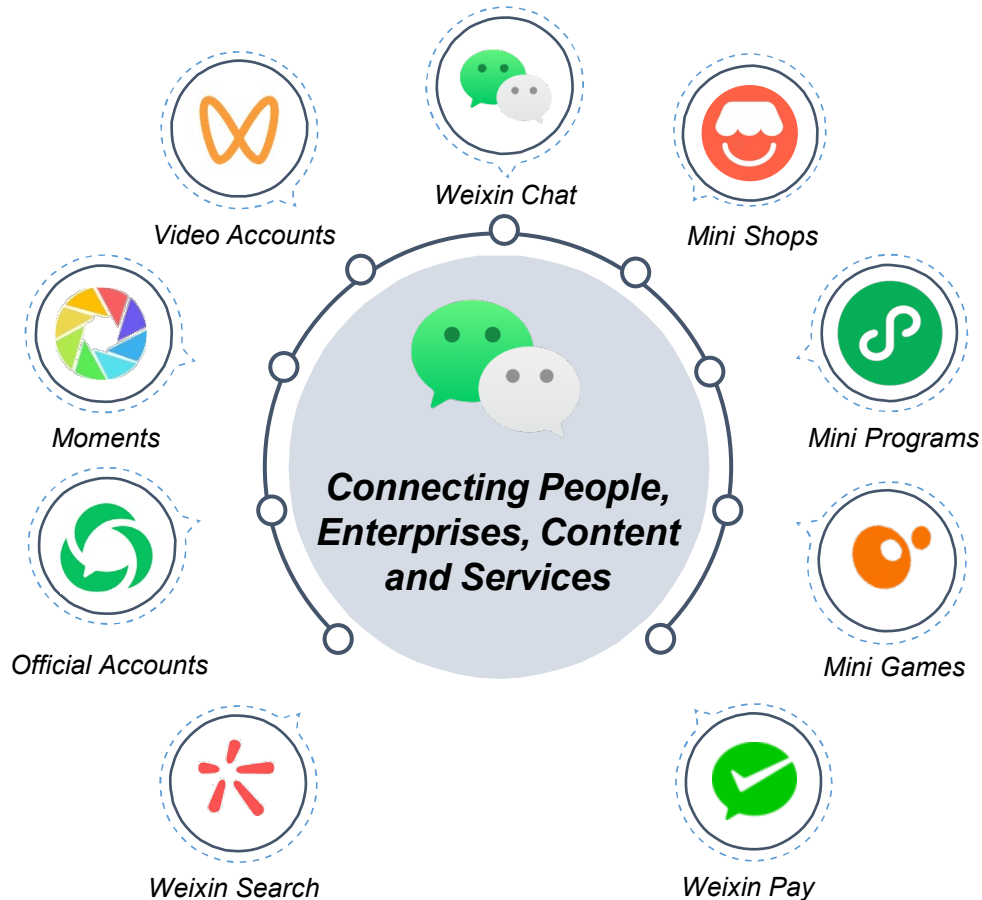 Weixin Chat
Video Accounts
Mini Shops
Moments
Mini Programs
Connecting People,
Enterprises, Content
and Services
Official Accounts
Mini Games
Weixin Search
Weixin Pay